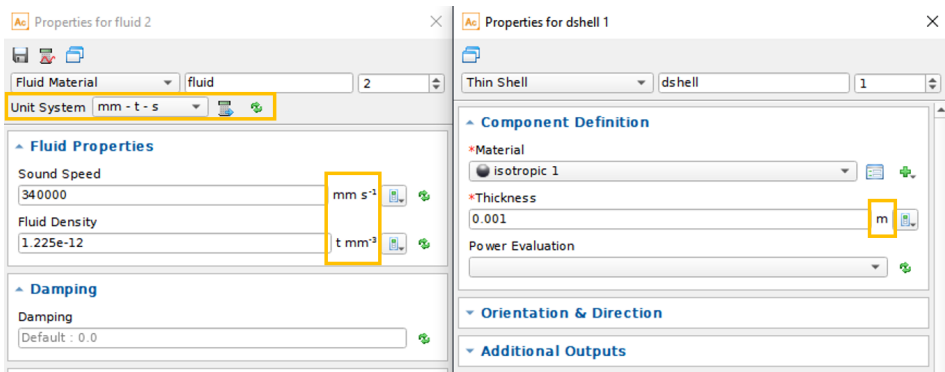 Ac Properties for fluid 2
Fluid Material fluid 2
Unit System mm - t - s
Fluid Properties
Sound Speed
340000 mm s⁻¹
Fluid Density
1.225e-12 t mm⁻³
Damping
Damping
Default : 0.0
Ac Properties for dshell 1
Thin Shell dshell 1
Component Definition
*Material
isotropic 1
*Thickness
0.001 m
Power Evaluation
Orientation & Direction
Additional Outputs